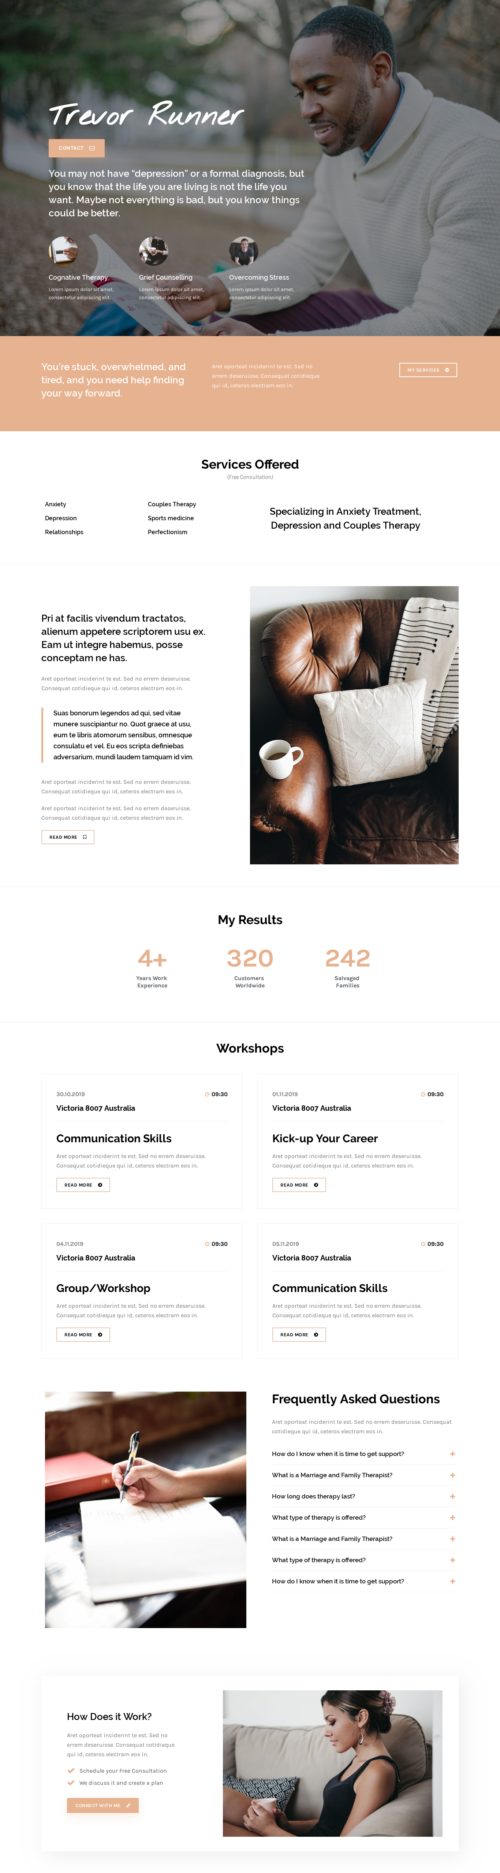 Trevor Runner
CONTACT
You may not have "depression" or a formal diagnosis, but
you know that the life you are living is not the life you
want. Maybe not everything is bad, but you know things
could be better.
Cognative Therapy
Lorem ipsum dolor sit amet,
consectetur adipiscing elit.
Grief Counselling
Lorem ipsum dolor sit amet,
consectetur adipiscing elit.
Overcoming Stress
Lorem ipsum dolor sit amet,
consectetur adipiscing elit.
You're stuck, overwhelmed, and
tired, and you need help finding
your way forward.
Aret oporteat inciderint te est. Sed no
errem deseruisse. Consequat cotidieque
qui id, ceteros electram eos in.
MY SERVICES
Services Offered
(Free Consultation)
Anxiety
Depression
Relationships
Couples Therapy
Sports medicine
Perfectionism
Specializing in Anxiety Treatment,
Depression and Couples Therapy
Pri at facilis vivendum tractatos,
alienum appetere scriptorem usu ex.
Eam ut integre habemus, posse
conceptam ne has.
Aret oporteat inciderint te est. Sed no errem deseruisse.
Consequat cotidieque qui id, ceteros electram eos in.
Suas bonorum legendos ad qui, sed vitae
munere suscipiantur no. Quot graece at usu,
eum te libris atomorum sensibus, omnesque
consulatu et vel. Eu eos scripta definiebas
adversarium, mundi laudem tamquam id vim.
Aret oporteat inciderint te est. Sed no errem deseruisse.
Consequat cotidieque qui id, ceteros electram eos in.
Aret oporteat inciderint te est. Sed no errem deseruisse.
Consequat cotidieque qui id, ceteros electram eos in.
READ MORE
My Results
4+
Years Work
Experience
320
Customers
Worldwide
242
Salvaged
Families
Workshops
30.10.2019 09:30
Victoria 8007 Australia
Communication Skills
Aret oporteat inciderint te est. Sed no errem deseruisse.
Consequat cotidieque qui id, ceteros electram eos in.
READ MORE
01.11.2019 09:30
Victoria 8007 Australia
Kick-up Your Career
Aret oporteat inciderint te est. Sed no errem deseruisse.
Consequat cotidieque qui id, ceteros electram eos in.
READ MORE
04.11.2019 09:30
Victoria 8007 Australia
Group/Workshop
Aret oporteat inciderint te est. Sed no errem deseruisse.
Consequat cotidieque qui id, ceteros electram eos in.
READ MORE
05.11.2019 09:30
Victoria 8007 Australia
Communication Skills
Aret oporteat inciderint te est. Sed no errem deseruisse.
Consequat cotidieque qui id, ceteros electram eos in.
READ MORE
Frequently Asked Questions
Aret oporteat inciderint te est. Sed no errem deseruisse. Consequat
cotidieque qui id, ceteros electram eos in.
How do I know when it is time to get support?
What is a Marriage and Family Therapist?
How long does therapy last?
What type of therapy is offered?
What is a Marriage and Family Therapist?
What type of therapy is offered?
How do I know when it is time to get support?
How Does it Work?
Aret oporteat inciderint te est. Sed no
errem deseruisse. Consequat cotidieque
qui id, ceteros electram eos in.
Schedule your Free Consultation
We discuss it and create a plan
CONNECT WITH ME